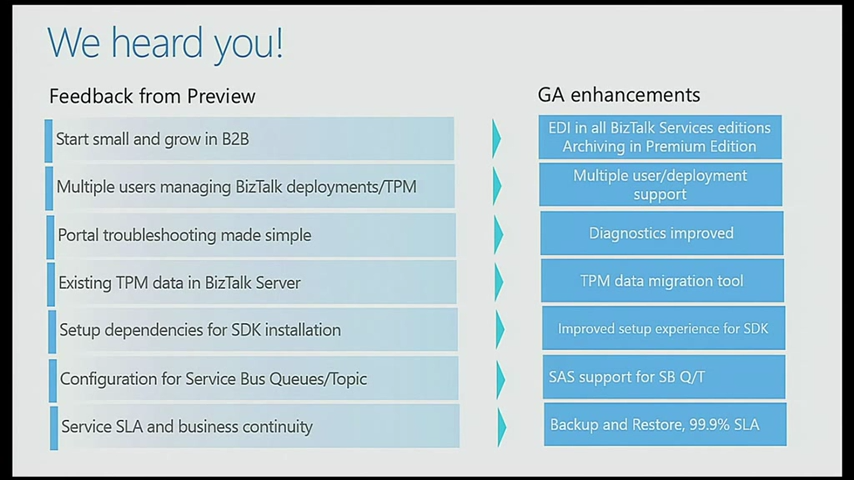 We heard you!
Feedback from Preview
GA enhancements
Start small and grow in B2B
EDI in all BizTalk Services editions
Archiving in Premium Edition
Multiple users managing BizTalk deployments/TPM
Multiple user/deployment
support
Portal troubleshooting made simple
Diagnostics improved
Existing TPM data in BizTalk Server
TPM data migration tool
Setup dependencies for SDK installation
Improved setup experience for SDK
Configuration for Service Bus Queues/Topic
SAS support for SB Q/T
Service SLA and business continuity
Backup and Restore, 99.9% SLA